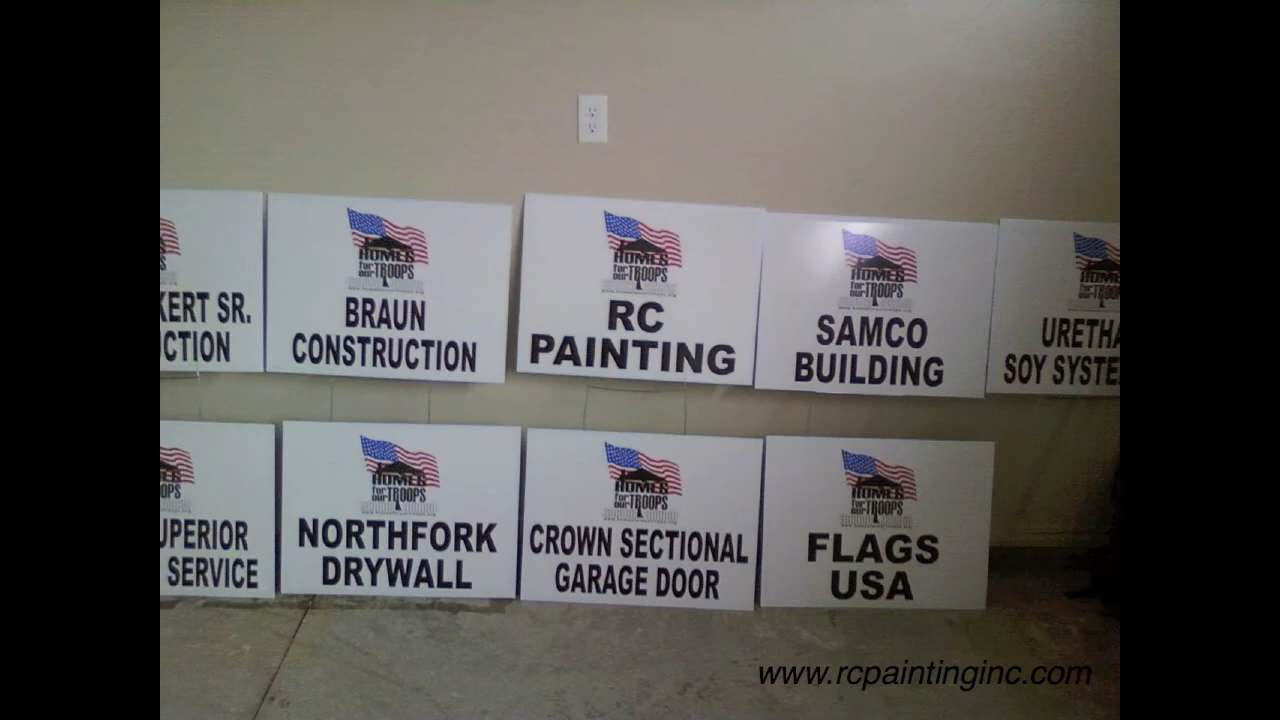 KERT SR.
CTION
HOMES
for
our TROOPS
BRAUN
CONSTRUCTION
HOMES
for
our TROOPS
RC
PAINTING
HOMES
for
our TROOPS
SAMCO
BUILDING
HOMES
for
our TROOPS
URETHA
SOY SYSTE
OPS
UPERIOR
SERVICE
HOMES
for
our TROOPS
NORTHFORK
DRYWALL
HOMES
for
our TROOPS
CROWN SECTIONAL
GARAGE DOOR
HOMES
for
our TROOPS
FLAGS
USA
www.rcpaintinginc.com